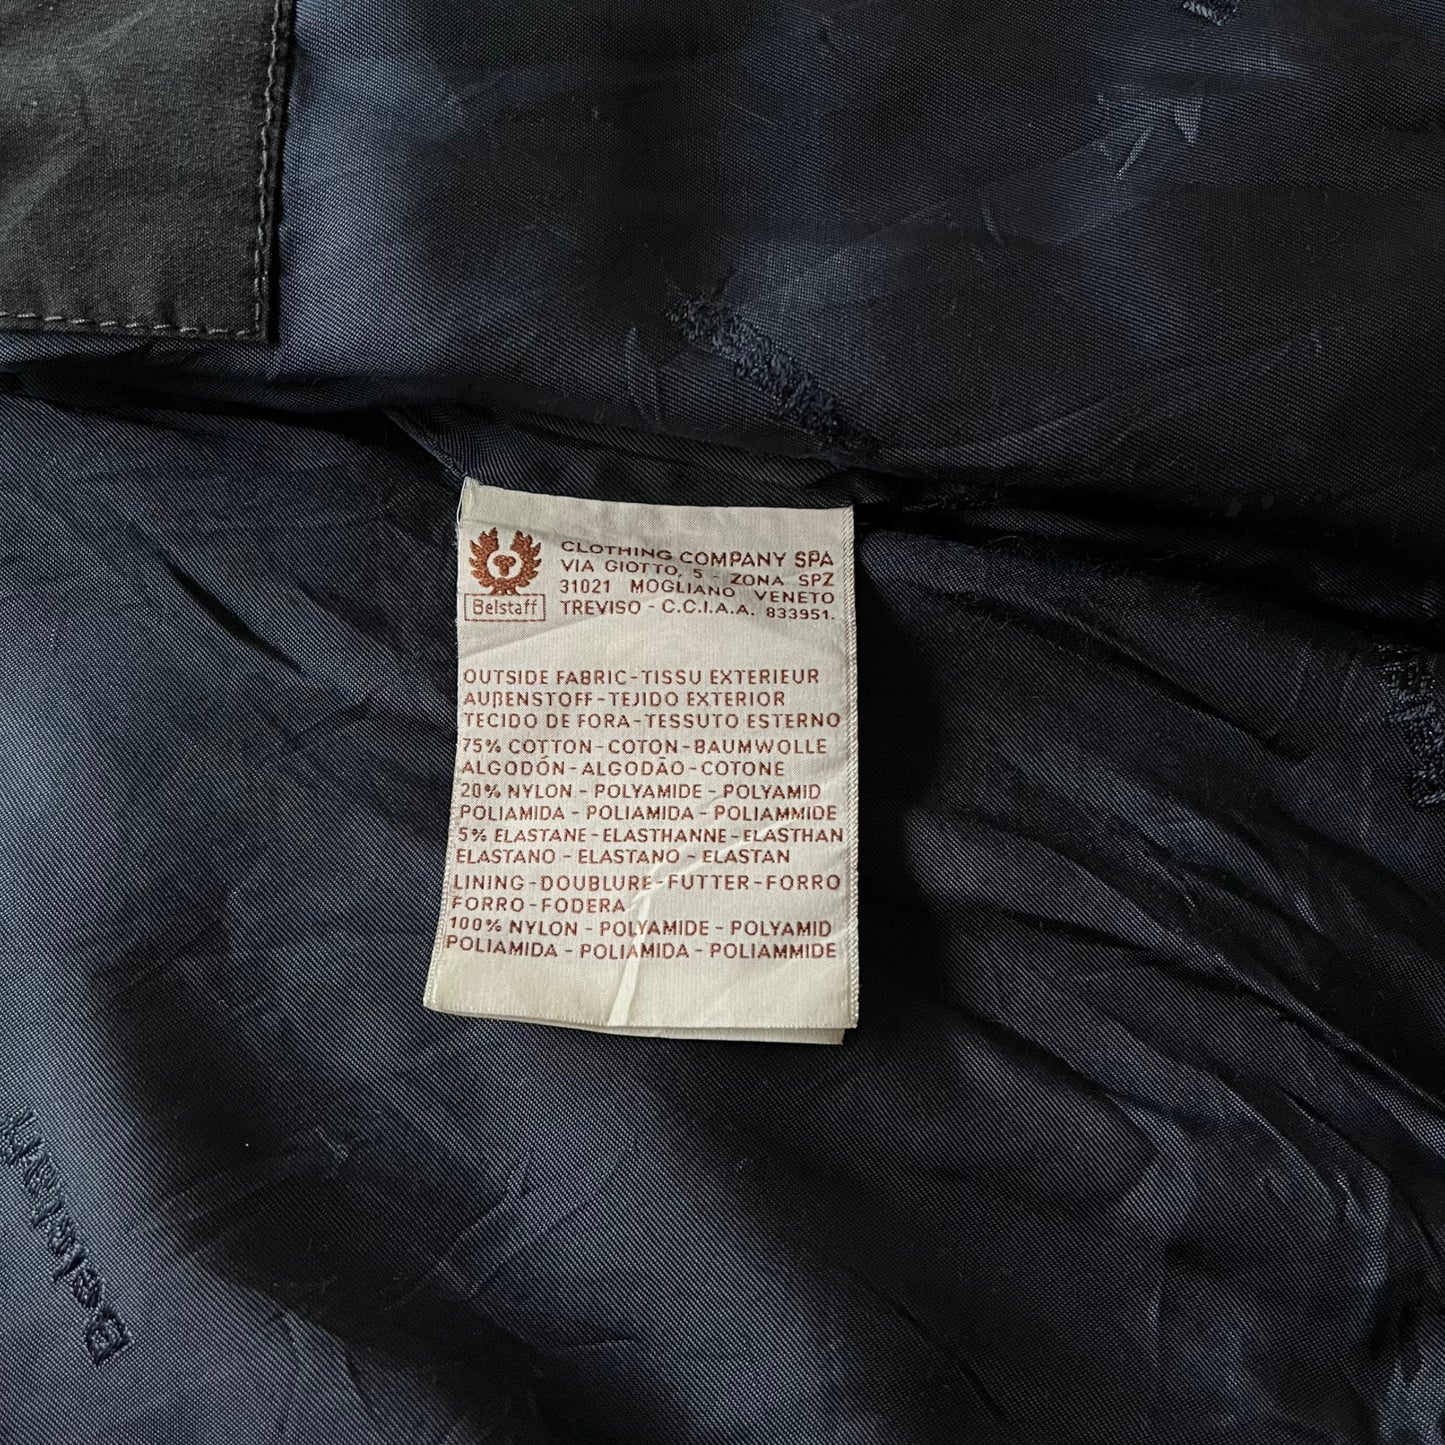 CLOTHING COMPANY SPA
VIA GIOTTO, 5 - ZONA SPZ
31021 MOGLIANO VENETO
TREVISO - C.C.I.A.A. 833951.
Belstaff
OUTSIDE FABRIC-TISSU EXTERIEUR
AUßENSTOFF-TEJIDO EXTERIOR
TECIDO DE FORA-TESSUTO ESTERNO
75% COTTON-COTON-BAUMWOLLE
ALGODÓN-ALGODÃO-COTONE
20% NYLON - POLYAMIDE - POLYAMID
POLIAMIDA - POLIAMIDA - POLIAMMIDE
5% ELASTANE-ELASTHANNE-ELASTHAN
ELASTANO - ELASTANO - ELASTAN
LINING-DOUBLURE-FUTTER-FORRO
FORRO-FODERA
100% NYLON - POLYAMIDE - POLYAMID
POLIAMIDA - POLIAMIDA - POLIAMMIDE
Belstaff